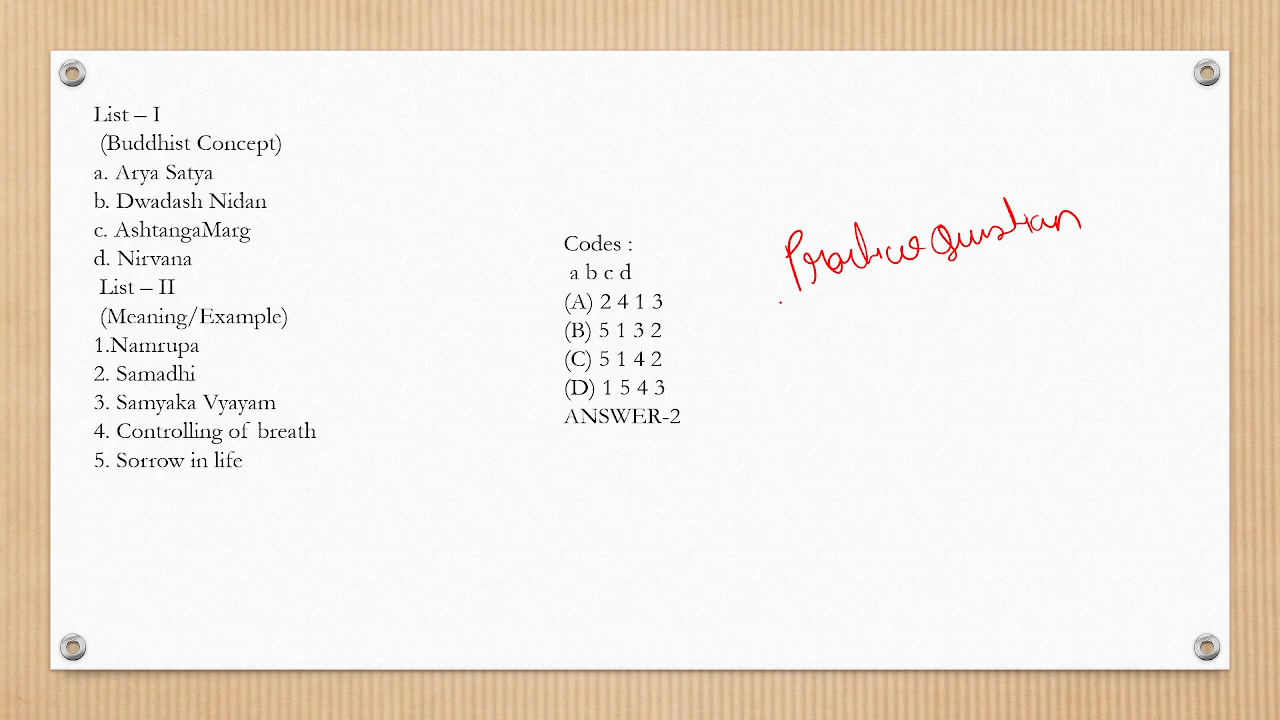 List – I
(Buddhist Concept)
a. Arya Satya
b. Dwadash Nidan
c. AshtangaMarg
d. Nirvana
List – II
(Meaning/Example)
1.Namrupa
2. Samadhi
3. Samyaka Vyayam
4. Controlling of breath
5. Sorrow in life
Codes :
a b c d
(A) 2 4 1 3
(B) 5 1 3 2
(C) 5 1 4 2
(D) 1 5 4 3
ANSWER-2
Practice Question